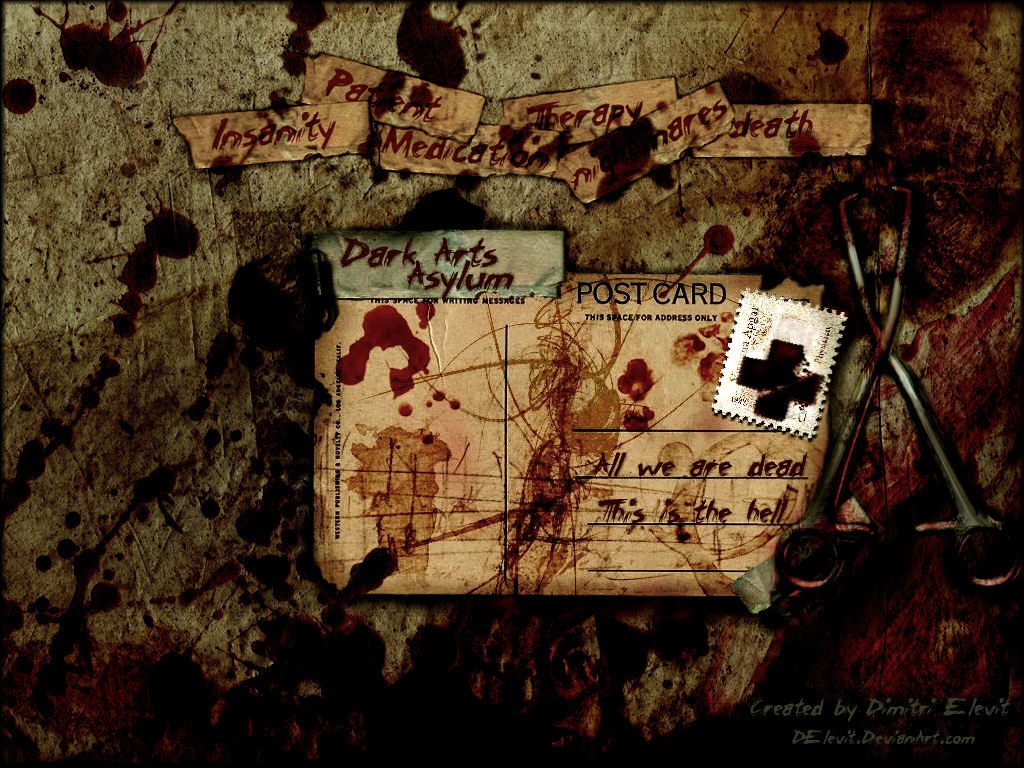 Patient
Therapy
nightmares
Insanity
Medication
death
Dark Arts
Asylum
POST CARD
THIS SPACE FOR WRITING MESSAGES
THIS SPACE FOR ADDRESS ONLY
All we are dead
This is the hell
Created by Dimitri Elevit
DElevit.DevianArt.com